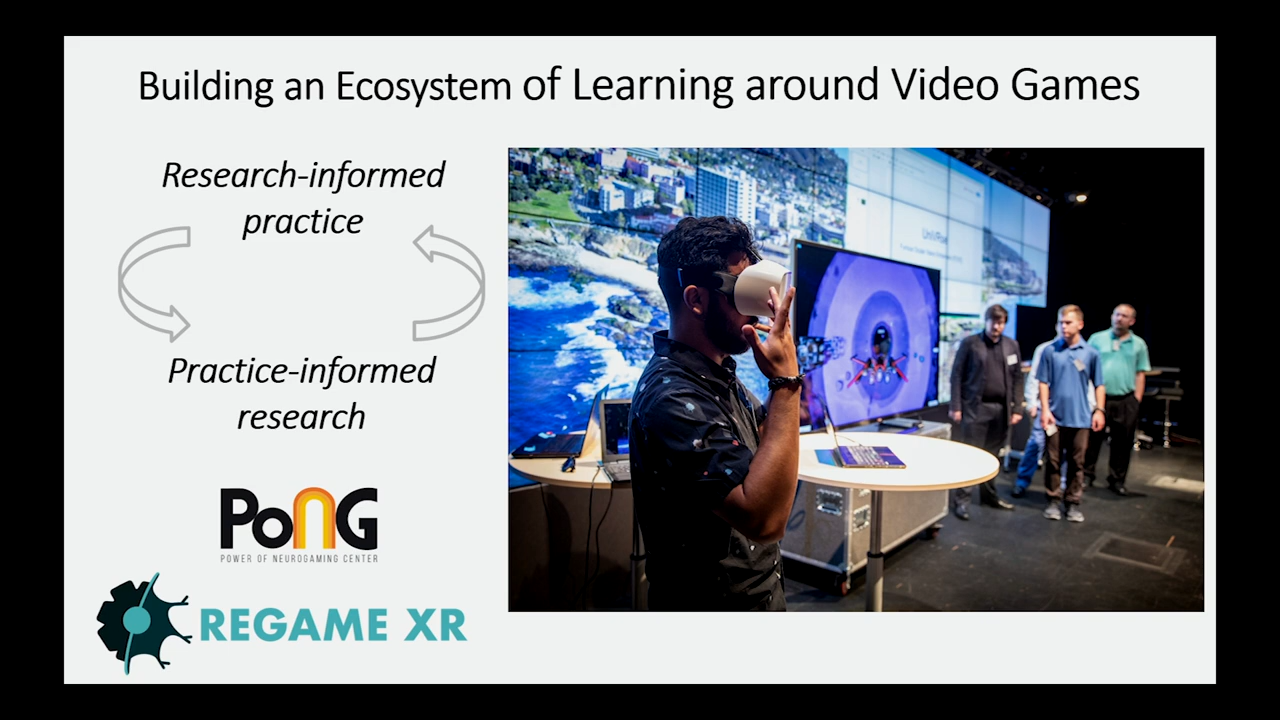 Building an Ecosystem of Learning around Video Games
Research-informed
practice
Practice-informed
research
PoNG
POWER OF NEUROGAMING CENTER
REGAME XR